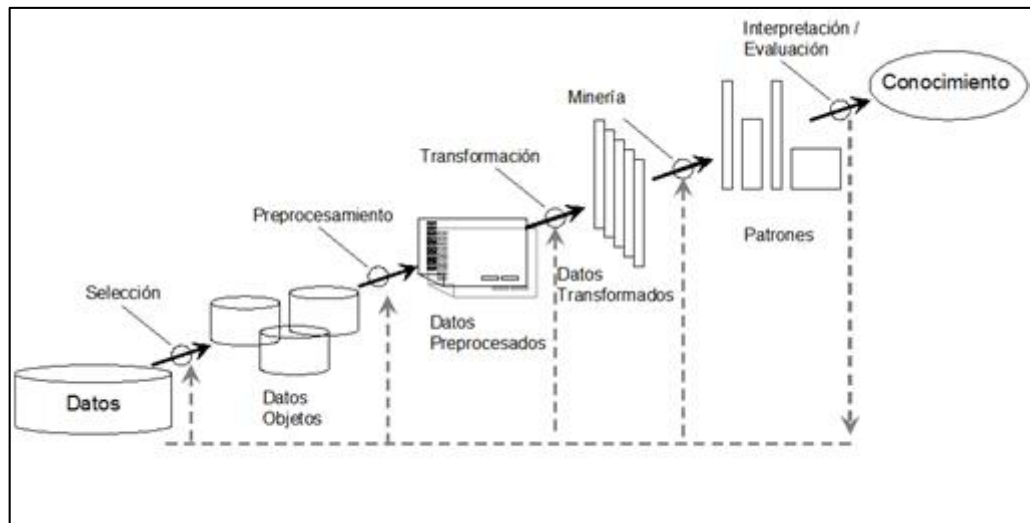 Interpretación /
Evaluación
Conocimiento
Minería
Transformación
Preprocesamiento
Patrones
Selección
Datos
Transformados
Datos
Preprocesados
Datos
Datos
Objetos